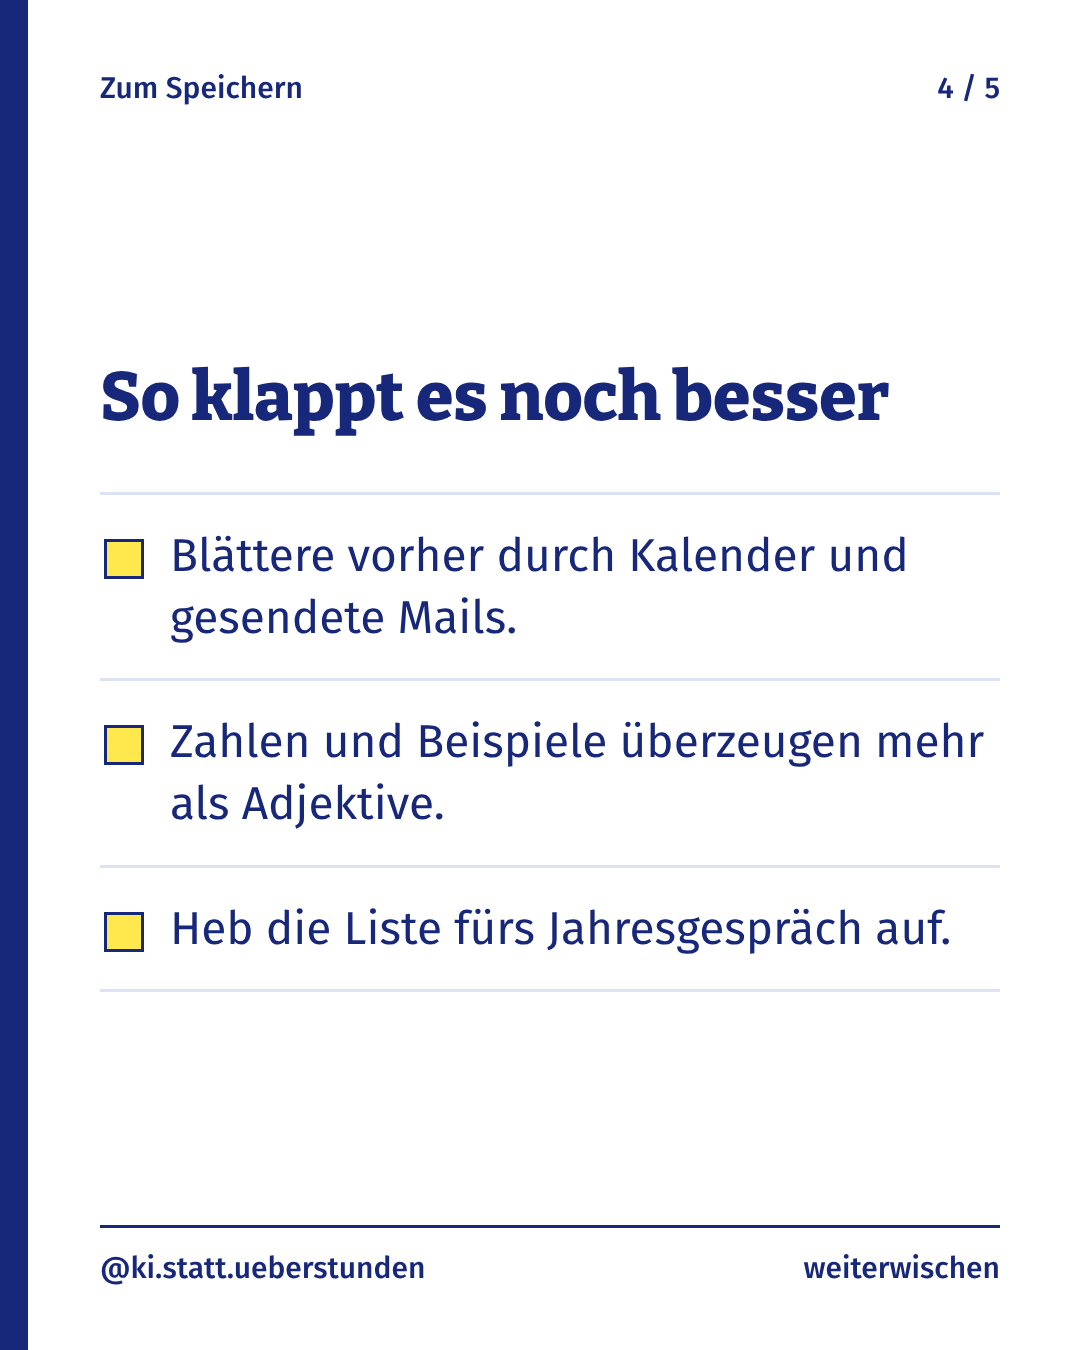 Zum Speichern
4 / 5
So klappt es noch besser
Blättere vorher durch Kalender und
gesendete Mails.
Zahlen und Beispiele überzeugen mehr
als Adjektive.
Heb die Liste fürs Jahresgespräch auf.
@ki.statt.ueberstunden
weiterwischen